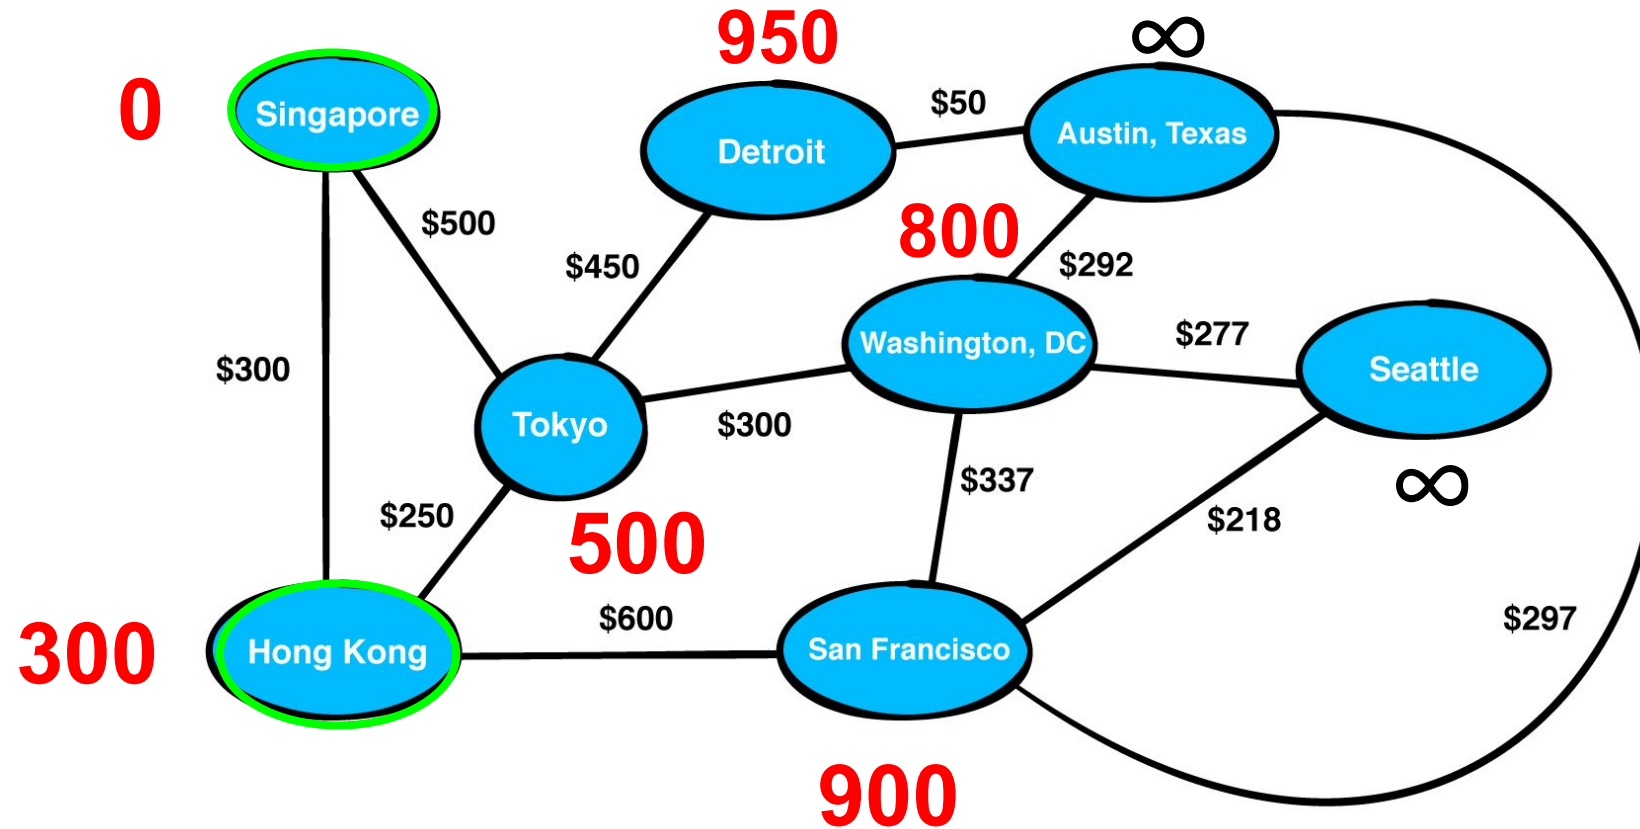 950
∞
0
Singapore
$50
Detroit
Austin, Texas
$500
800
$450
$292
$300
Washington, DC
$277
Seattle
Tokyo
$300
∞
$337
$250
500
$218
$600
$297
300
Hong Kong
San Francisco
900